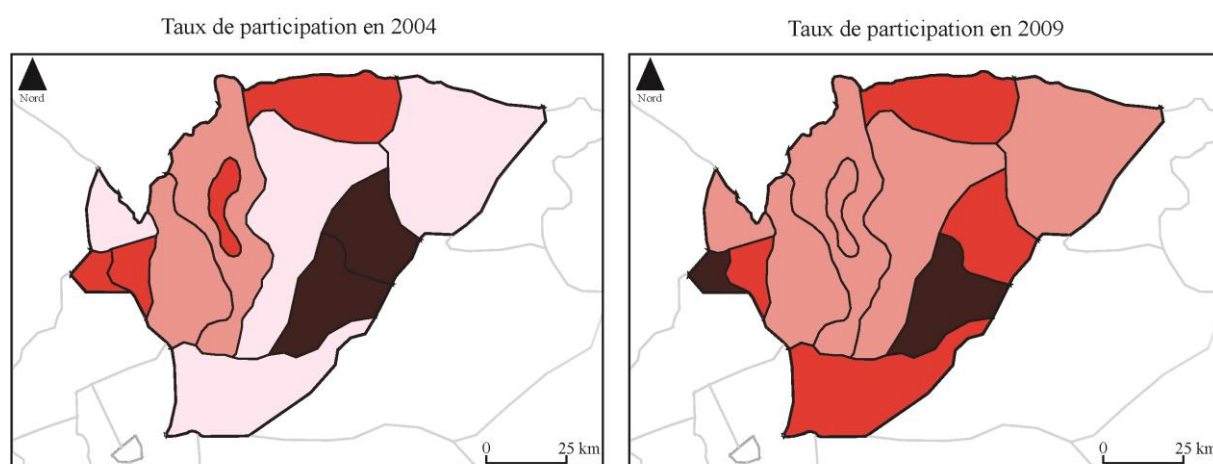 Taux de participation en 2004
Nord
0 25 km
Taux de participation en 2009
Nord
0 25 km